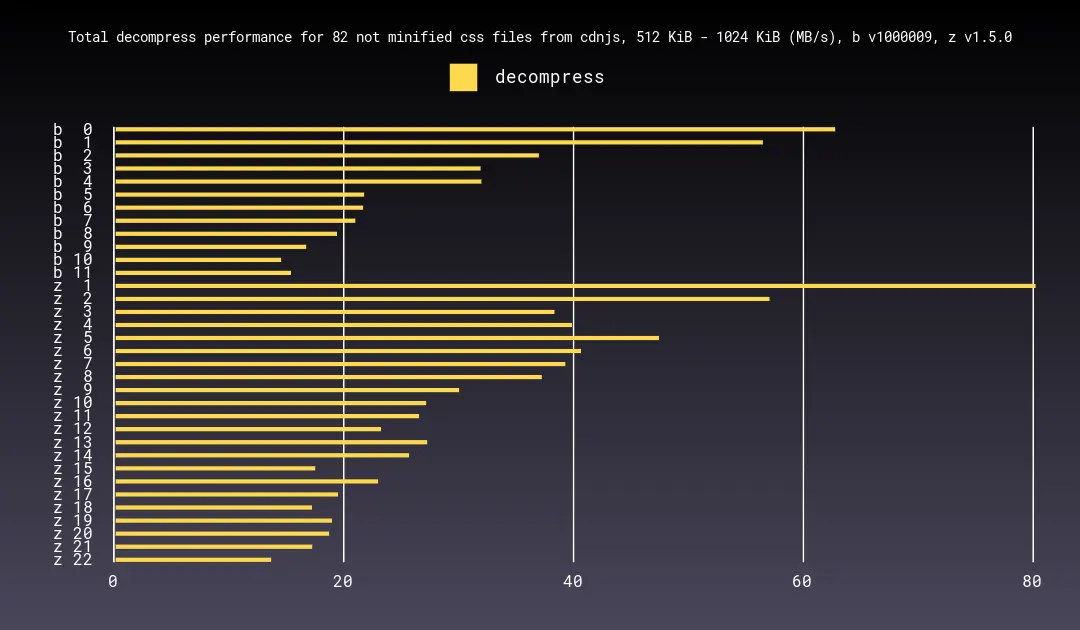 Total decompress performance for 82 not minified css files from cdnjs, 512 KiB - 1024 KiB (MB/s), b v1000009, z v1.5.0
decompress
b 0
b 1
b 2
b 3
b 4
b 5
b 6
b 7
b 8
b 9
b 10
b 11
z 1
z 2
z 3
z 4
z 5
z 6
z 7
z 8
z 9
z 10
z 11
z 12
z 13
z 14
z 15
z 16
z 17
z 18
z 19
z 20
z 21
z 22
0 20 40 60 80